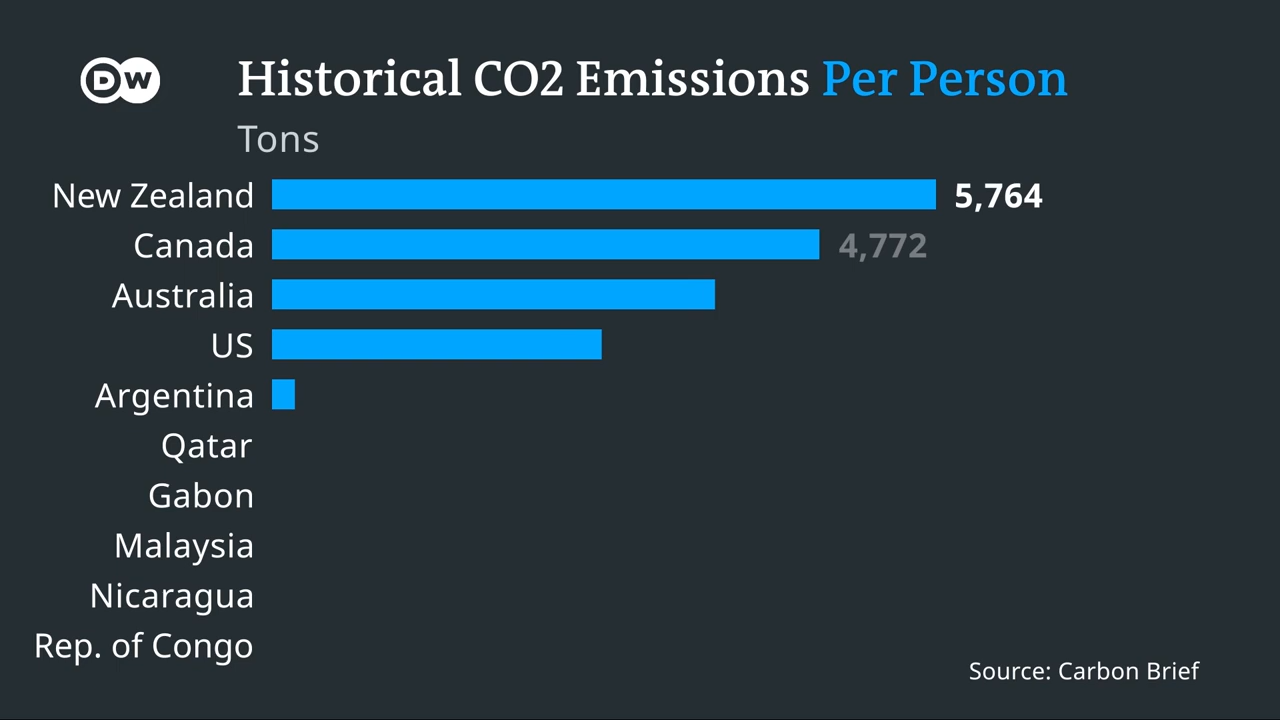 DW
Historical CO2 Emissions Per Person
Tons
New Zealand 5,764
Canada 4,772
Australia
US
Argentina
Qatar
Gabon
Malaysia
Nicaragua
Rep. of Congo
Source: Carbon Brief